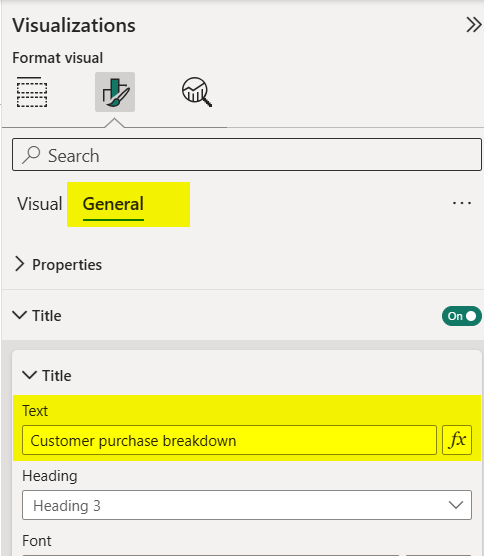 Visualizations
Format visual
Search
Visual General
Properties
Title On
Title
Text
Customer purchase breakdown fx
Heading
Heading 3
Font